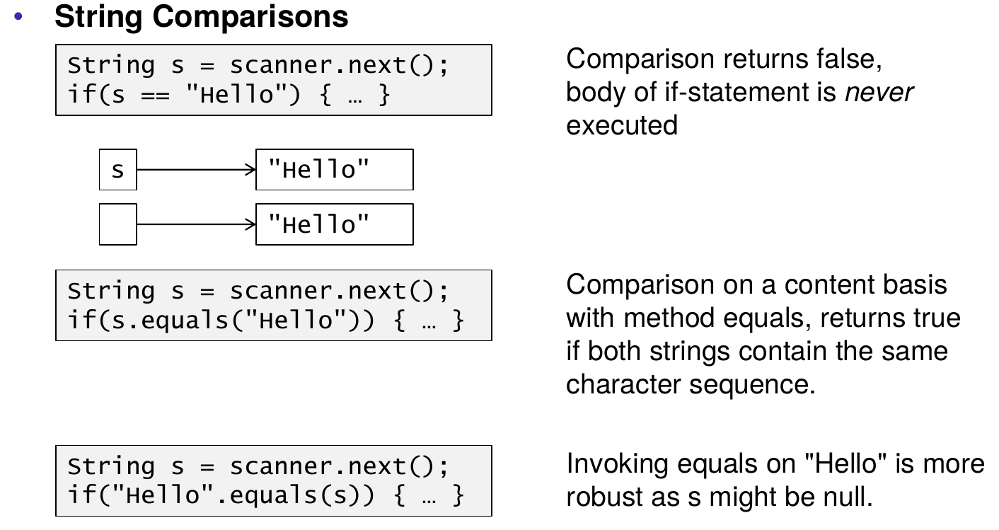 • String Comparisons
String s = scanner.next();
if(s == "Hello") { … }
Comparison returns false,
body of if-statement is never
executed
s
"Hello"
"Hello"
String s = scanner.next();
if(s.equals("Hello")) { … }
Comparison on a content basis
with method equals, returns true
if both strings contain the same
character sequence.
String s = scanner.next();
if("Hello".equals(s)) { … }
Invoking equals on "Hello" is more
robust as s might be null.